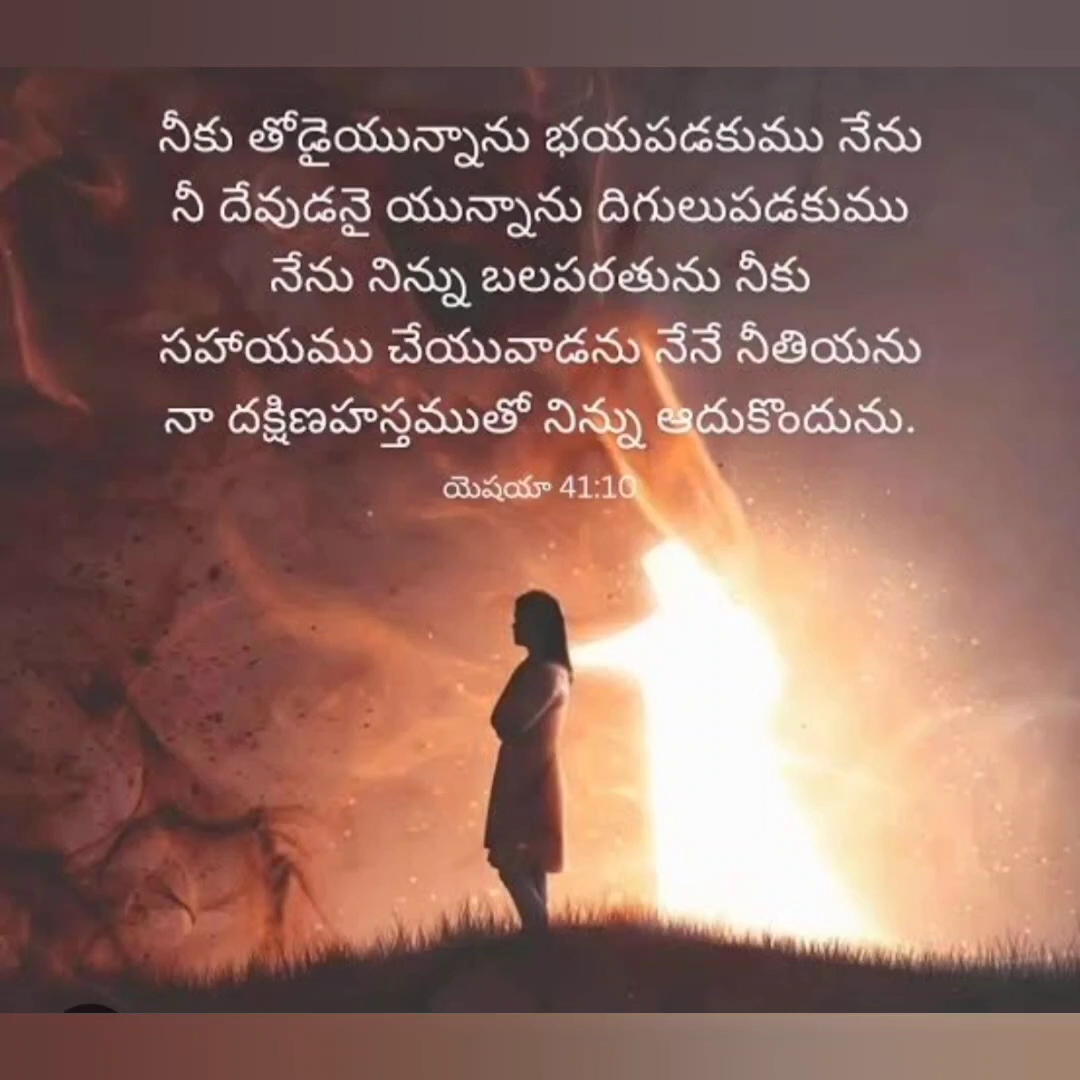 నీకు తోడైయున్నాను భయపడకుము నేను
నీ దేవుడనై యున్నాను దిగులుపడకుము
నేను నిన్ను బలపరతును నీకు
సహాయము చేయువాడను నేనే నీతియను
నా దక్షిణహస్తముతో నిన్ను ఆదుకొందును.
యెషయా 41:10